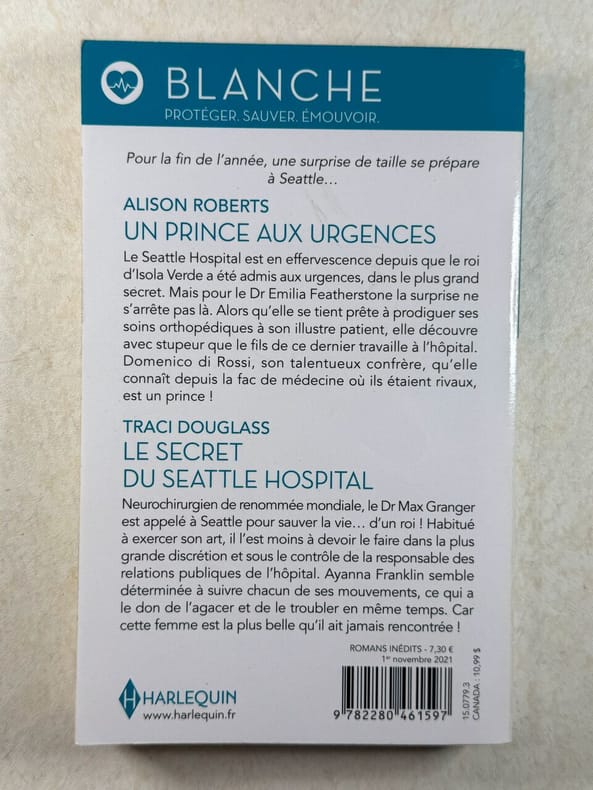 BLANCHE
PROTÉGER. SAUVER. ÉMOUVOIR.
Pour la fin de l’année, une surprise de taille se prépare
à Seattle…
ALISON ROBERTS
UN PRINCE AUX URGENCES
Le Seattle Hospital est en effervescence depuis que le roi
d’Isola Verde a été admis aux urgences, dans le plus grand
secret. Mais pour le Dr Emilia Featherstone la surprise ne
s’arrête pas là. Alors qu’elle se tient prête à prodiguer ses
soins orthopédiques à son illustre patient, elle découvre
avec stupeur que le fils de ce dernier travaille à l’hôpital.
Domenico di Rossi, son talentueux confrère, qu’elle
connaît depuis la fac de médecine où ils étaient rivaux,
est un prince !
TRACI DOUGLASS
LE SECRET
DU SEATTLE HOSPITAL
Neurochirurgien de renommée mondiale, le Dr Max Granger
est appelé à Seattle pour sauver la vie… d’un roi ! Habitué
à exercer son art, il l’est moins à devoir le faire dans la plus
grande discrétion et sous le contrôle de la responsable des
relations publiques de l’hôpital. Ayanna Franklin semble
déterminée à suivre chacun de ses mouvements, ce qui a
le don de l’agacer et de le troubler en même temps. Car
cette femme est la plus belle qu’il ait jamais rencontrée !
ROMANS INÉDITS - 7,30 €
1er novembre 2021
HARLEQUIN
www.harlequin.fr
9 782280 461597
15.0779.3
CANADA : 10,99 $